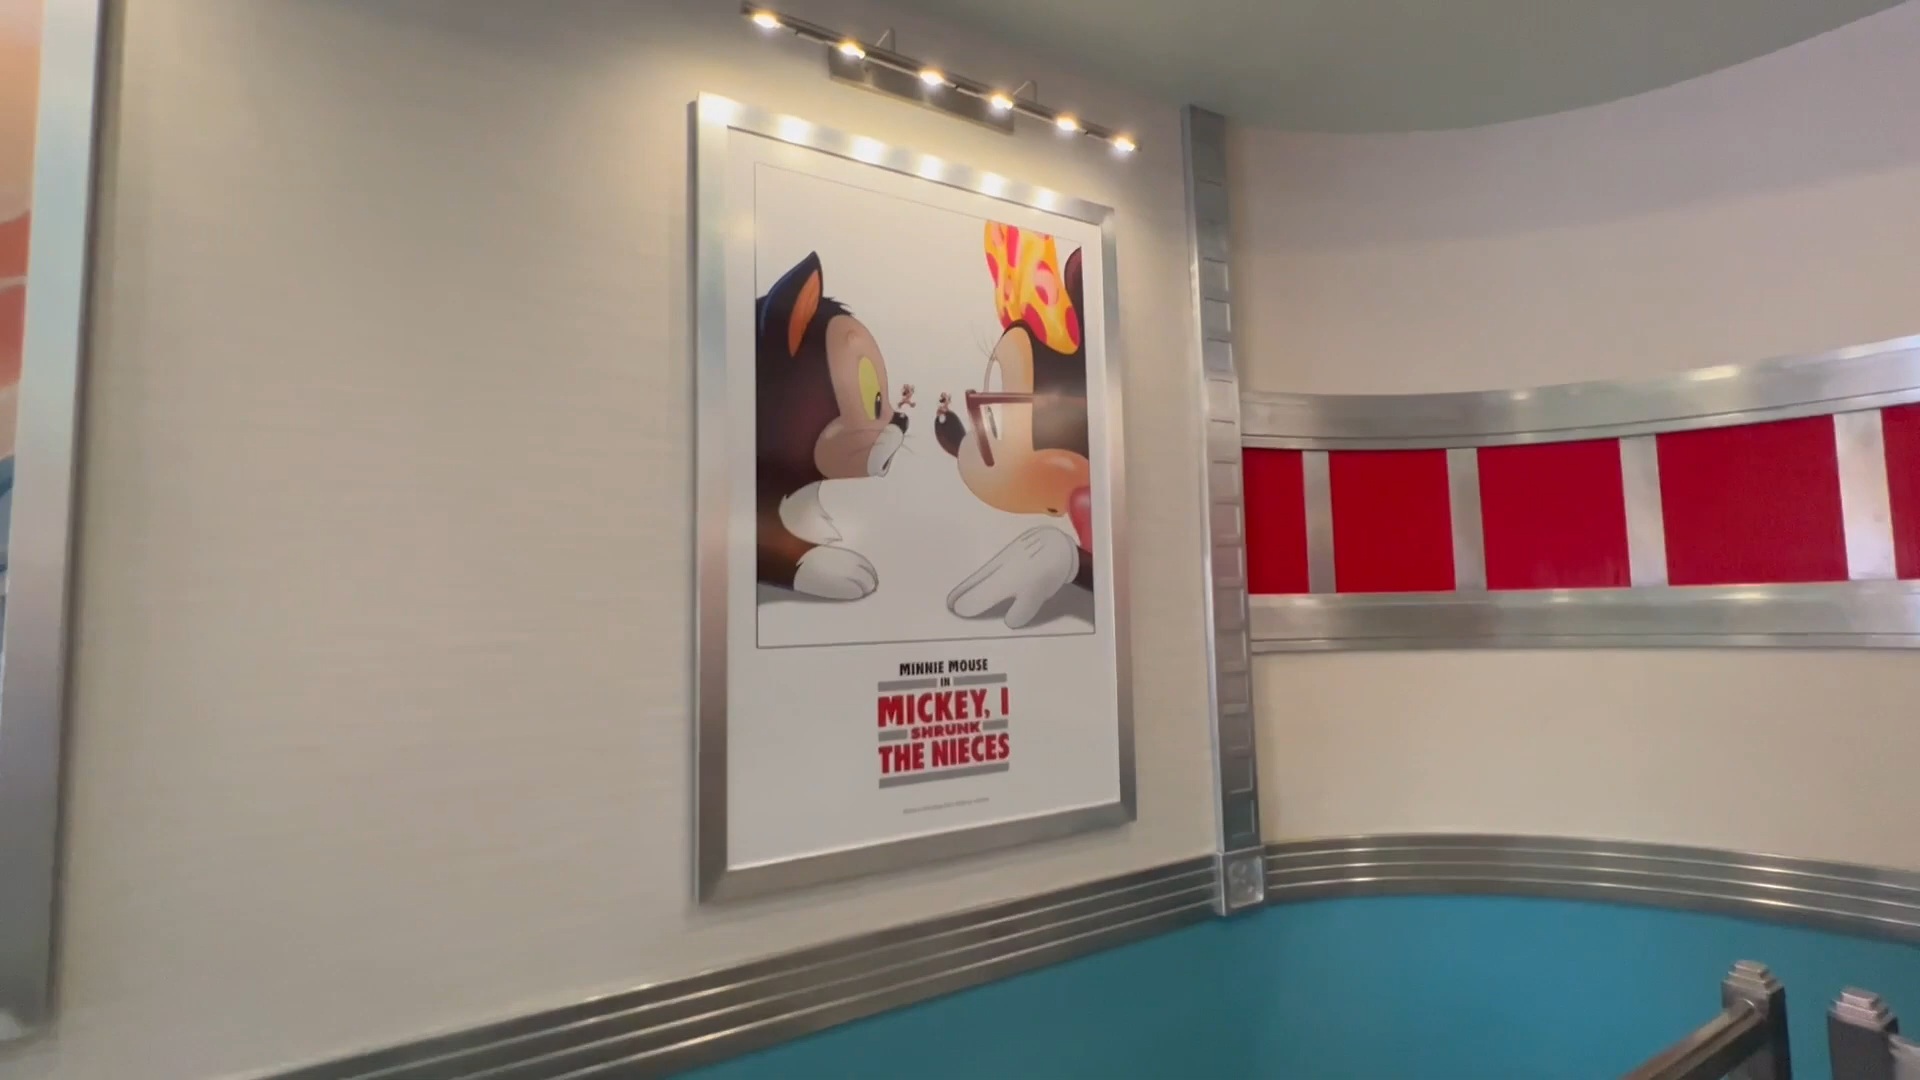 MINNIE MOUSE
IN
MICKEY, I
SHRUNK
THE NIECES